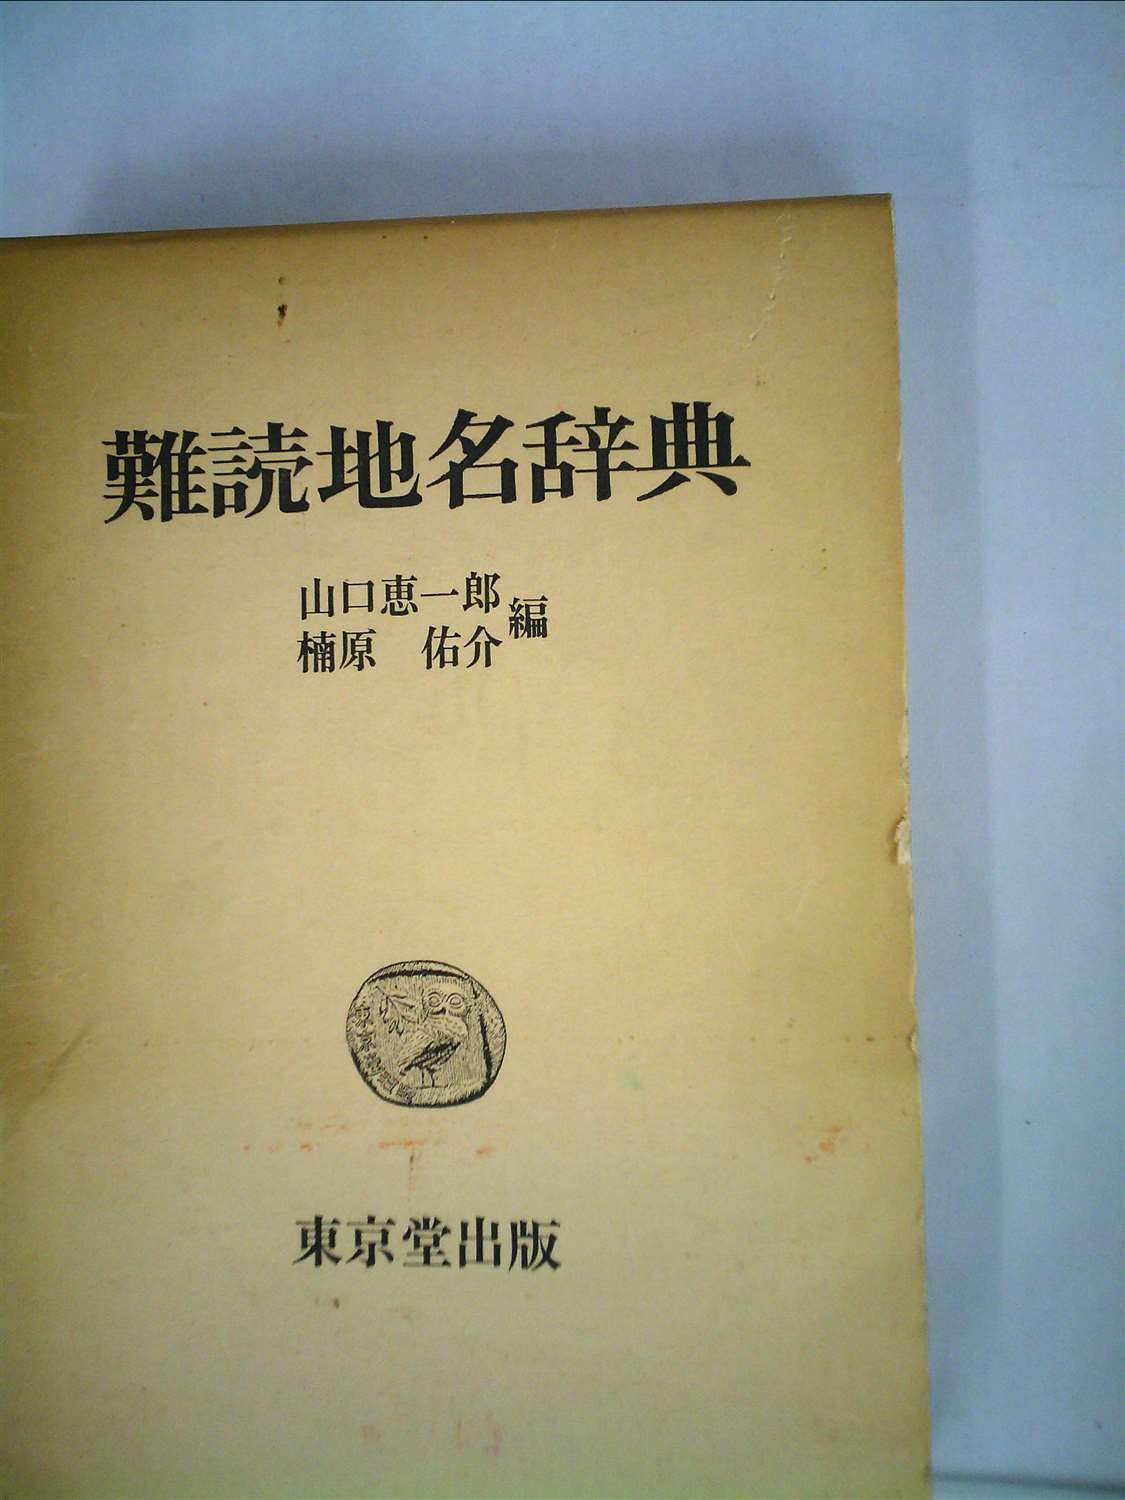 難読地名辞典
山口恵一郎
楠原 佑介
編
東京堂出版